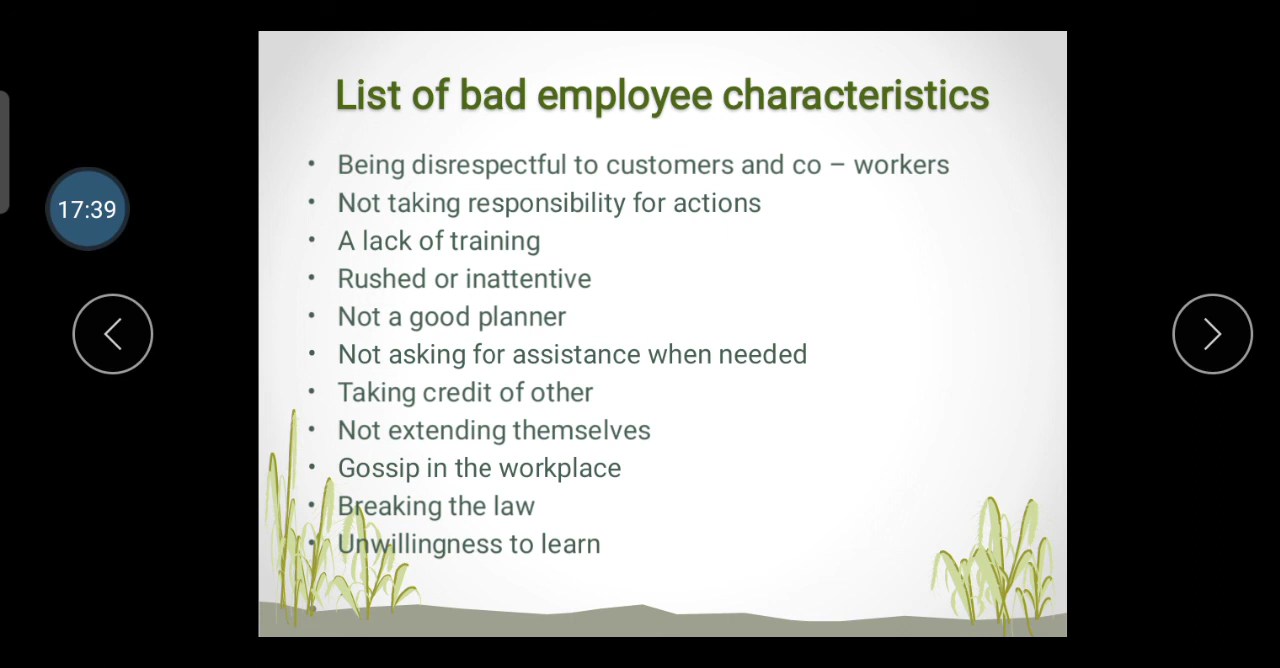 List of bad employee characteristics
• Being disrespectful to customers and co – workers
• Not taking responsibility for actions
17:39
• A lack of training
• Rushed or inattentive
• Not a good planner
• Not asking for assistance when needed
• Taking credit of other
• Not extending themselves
• Gossip in the workplace
• Breaking the law
• Unwillingness to learn